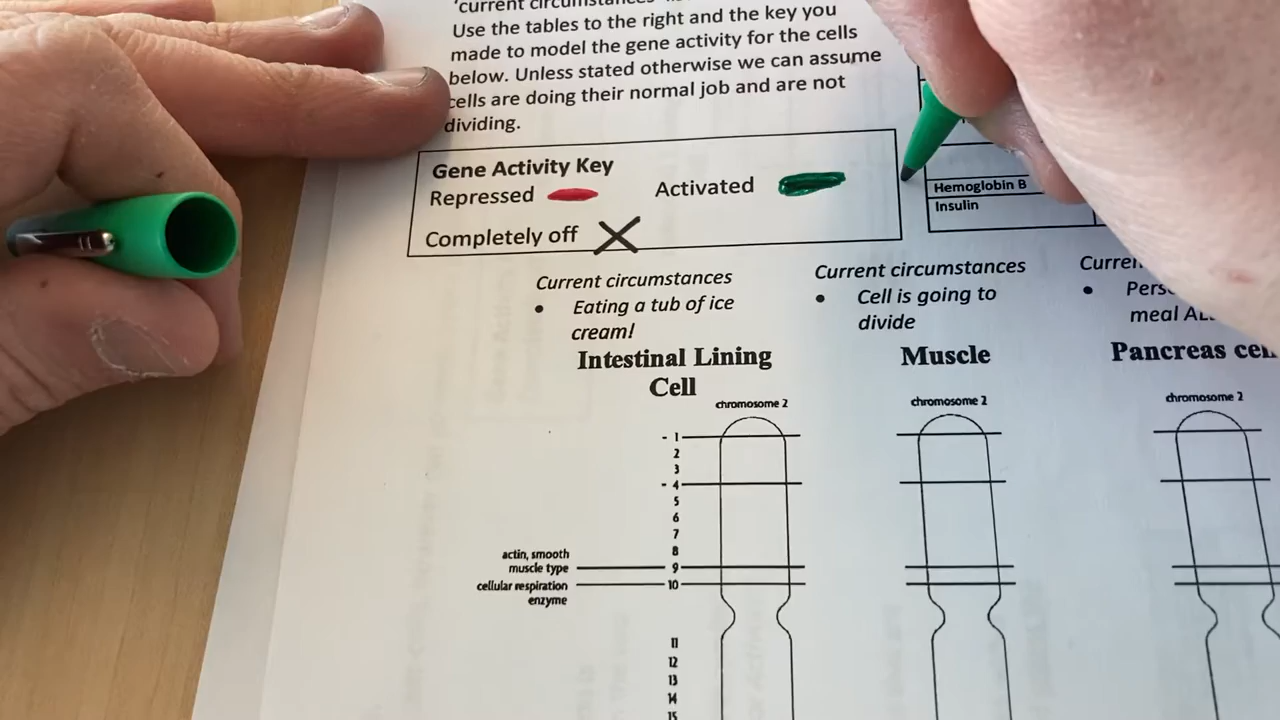 'current circumstances'
Use the tables to the right and the key you
made to model the gene activity for the cells
below. Unless stated otherwise we can assume
cells are doing their normal job and are not
dividing.
Gene Activity Key
Repressed
Activated
Completely off
Hemoglobin B
Insulin
Current circumstances
• Eating a tub of ice
cream!
Intestinal Lining
Cell
chromosome 2
Current circumstances
• Cell is going to
divide
Muscle
chromosome 2
•
meal
Pancreas
chromosome 2
- 1
2
3
- 4
5
6
7
8
actin, smooth
muscle type
9
cellular respiration
enzyme
10
11
12
13
14
15